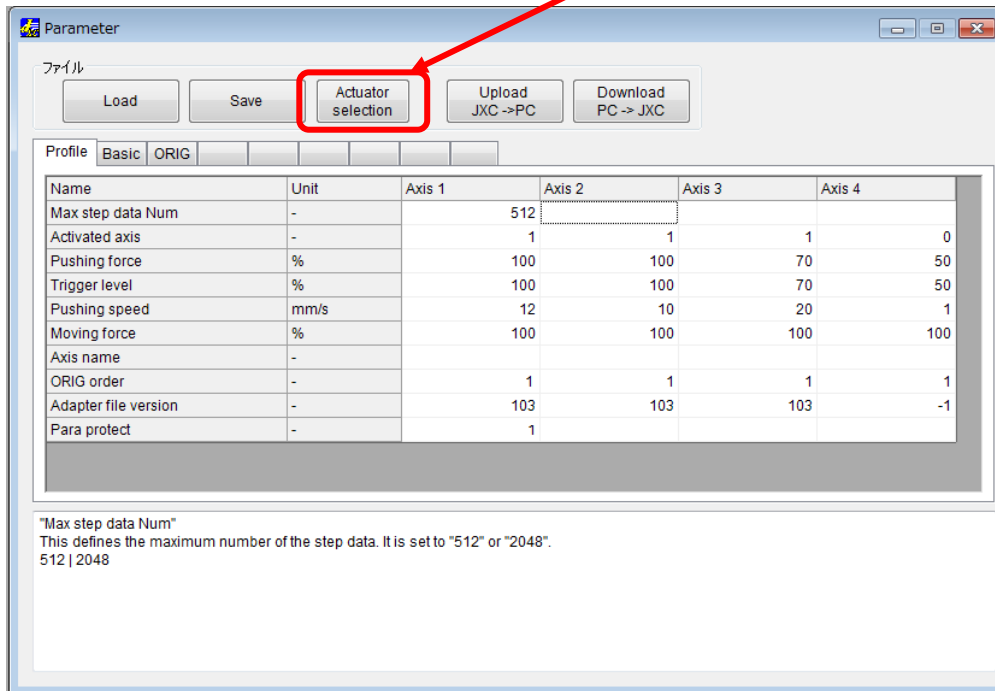 Parameter
ファイル
Load Save Actuator selection Upload JXC ->PC Download PC -> JXC
Profile Basic ORIG
Name Unit Axis 1 Axis 2 Axis 3 Axis 4
Max step data Num - 512
Activated axis - 1 1 1 0
Pushing force % 100 100 70 50
Trigger level % 100 100 70 50
Pushing speed mm/s 12 10 20 1
Moving force % 100 100 100 100
Axis name -
ORIG order - 1 1 1 1
Adapter file version - 103 103 103 -1
Para protect - 1
"Max step data Num"
This defines the maximum number of the step data. It is set to "512" or "2048".
512 | 2048